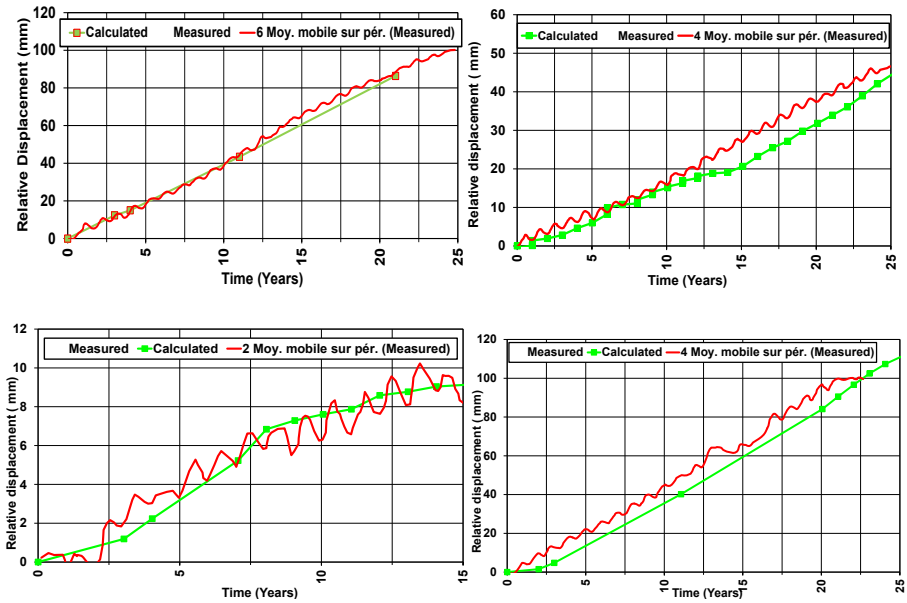 Calculated Measured 6 Moy. mobile sur pér. (Measured)
Relative Displacement (mm)
120
100
80
60
40
20
0
0 5 10 15 20 25
Time (Years)
Calculated Measured 4 Moy. mobile sur pér. (Measured)
Relative displacement ( mm)
60
50
40
30
20
10
0
0 5 10 15 20 25
Time (Years)
Measured Calculated 2 Moy. mobile sur pér. (Measured)
Relative displacement ( mm)
12
10
8
6
4
2
0
0 5 10 15
Time (Years)
Measured Calculated 4 Moy. mobile sur pér. (Measured)
Relative displacement ( mm)
120
100
80
60
40
20
0
0 5 10 15 20 25
Time (Years)